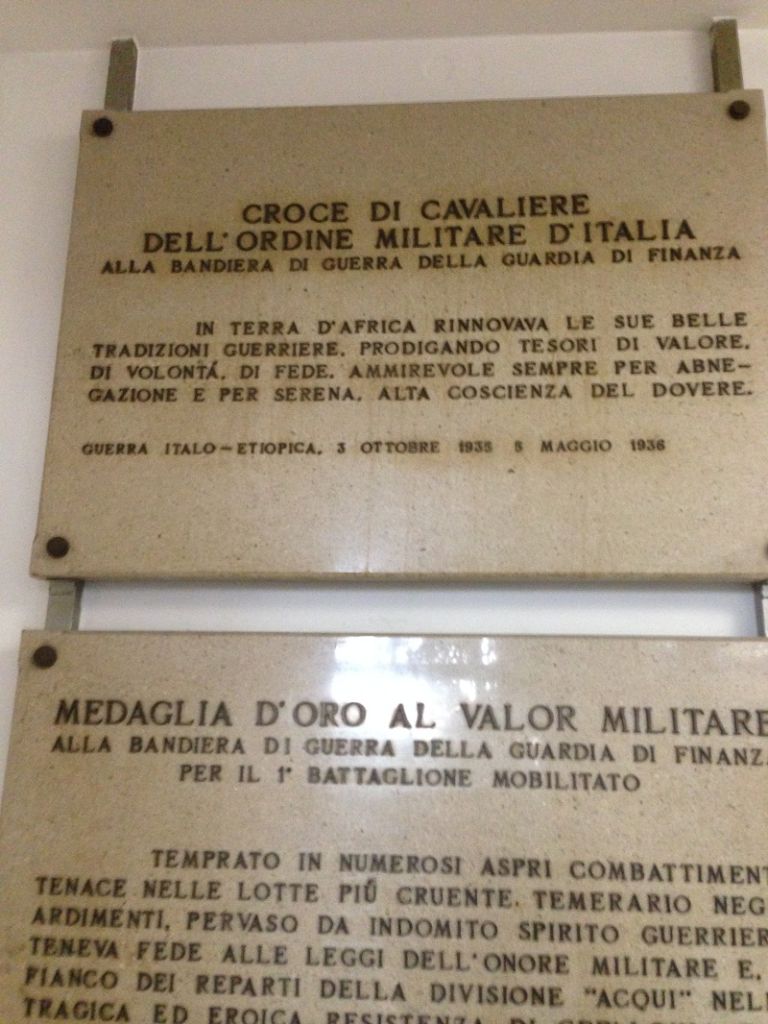 CROCE DI CAVALIERE
DELL'ORDINE MILITARE D'ITALIA
ALLA BANDIERA DI GUERRA DELLA GUARDIA DI FINANZA
IN TERRA D'AFRICA RINNOVAVA LE SUE BELLE
TRADIZIONI GUERRIERE, PRODIGANDO TESORI DI VALORE,
DI VOLONTÁ, DI FEDE, AMMIREVOLE SEMPRE PER ABNE-
GAZIONE E PER SERENA, ALTA COSCIENZA DEL DOVERE.
GUERRA ITALO-ETIOPICA, 3 OTTOBRE 1935 5 MAGGIO 1936
MEDAGLIA D'ORO AL VALOR MILITARE
ALLA BANDIERA DI GUERRA DELLA GUARDIA DI FINANZ
PER IL 1° BATTAGLIONE MOBILITATO
TEMPRATO IN NUMEROSI ASPRI COMBATTIMENT
TENACE NELLE LOTTE PIÚ CRUENTE, TEMERARIO NEG
ARDIMENTI, PERVASO DA INDOMITO SPIRITO GUERRIER
TENEVA FEDE ALLE LEGGI DELL'ONORE MILITARE E,
FIANCO DEI REPARTI DELLA DIVISIONE "ACQUI" NEL
TRAGICA ED EROICA RESISTENZA DI